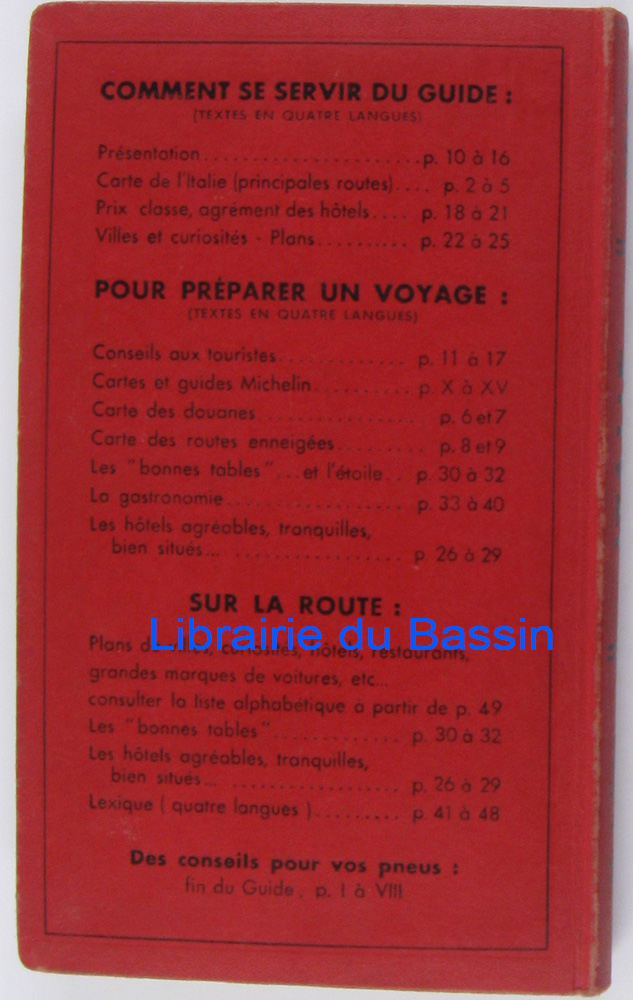 COMMENT SE SERVIR DU GUIDE :
(TEXTES EN QUATRE LANGUES)
Présentation......................p. 10 à 16
Carte de l'Italie (principales routes).... p. 2 à 5
Prix classe, agrément des hôtels.... p. 18 à 21
Villes et curiosités - Plans.......... p. 22 à 25
POUR PRÉPARER UN VOYAGE :
(TEXTES EN QUATRE LANGUES)
Conseils aux touristes............. p. 11 à 17
Cartes et guides Michelin.......... p. X à XV
Carte des douanes................ p. 6 et 7
Carte des routes enneigées......... p. 8 et 9
Les "bonnes tables"... et l'étoile.. p. 30 à 32
La gastronomie.................. p. 33 à 40
Les hôtels agréables, tranquilles,
bien situés... ................. p. 26 à 29
SUR LA ROUTE :
Librairie du Bassin
Plans de villes, curiosités, hôtels, restaurants,
grandes marques de voitures, etc...
consulter la liste alphabétique à partir de p. 49
Les "bonnes tables"............. p. 30 à 32
Les hôtels agréables, tranquilles,
bien situés... ................. p. 26 à 29
Lexique ( quatre langues )......... p. 41 à 48
Des conseils pour vos pneus :
fin du Guide, p. I à VIII